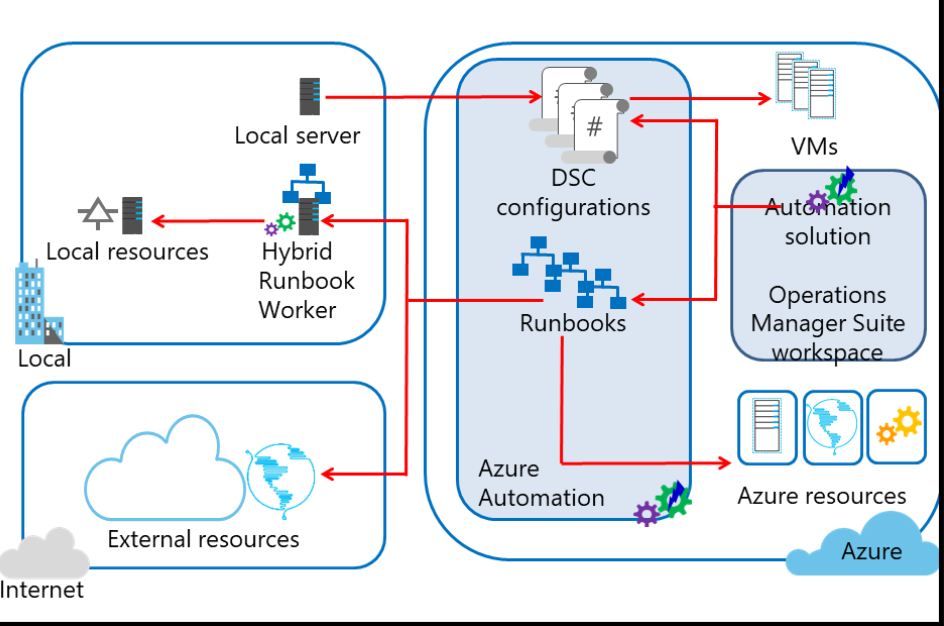 Local server
Local resources
Hybrid
Runbook
Worker
Local
External resources
Internet
#
DSC
configurations
Runbooks
Azure
Automation
VMs
Automation
solution
Operations
Manager Suite
workspace
Azure resources
Azure